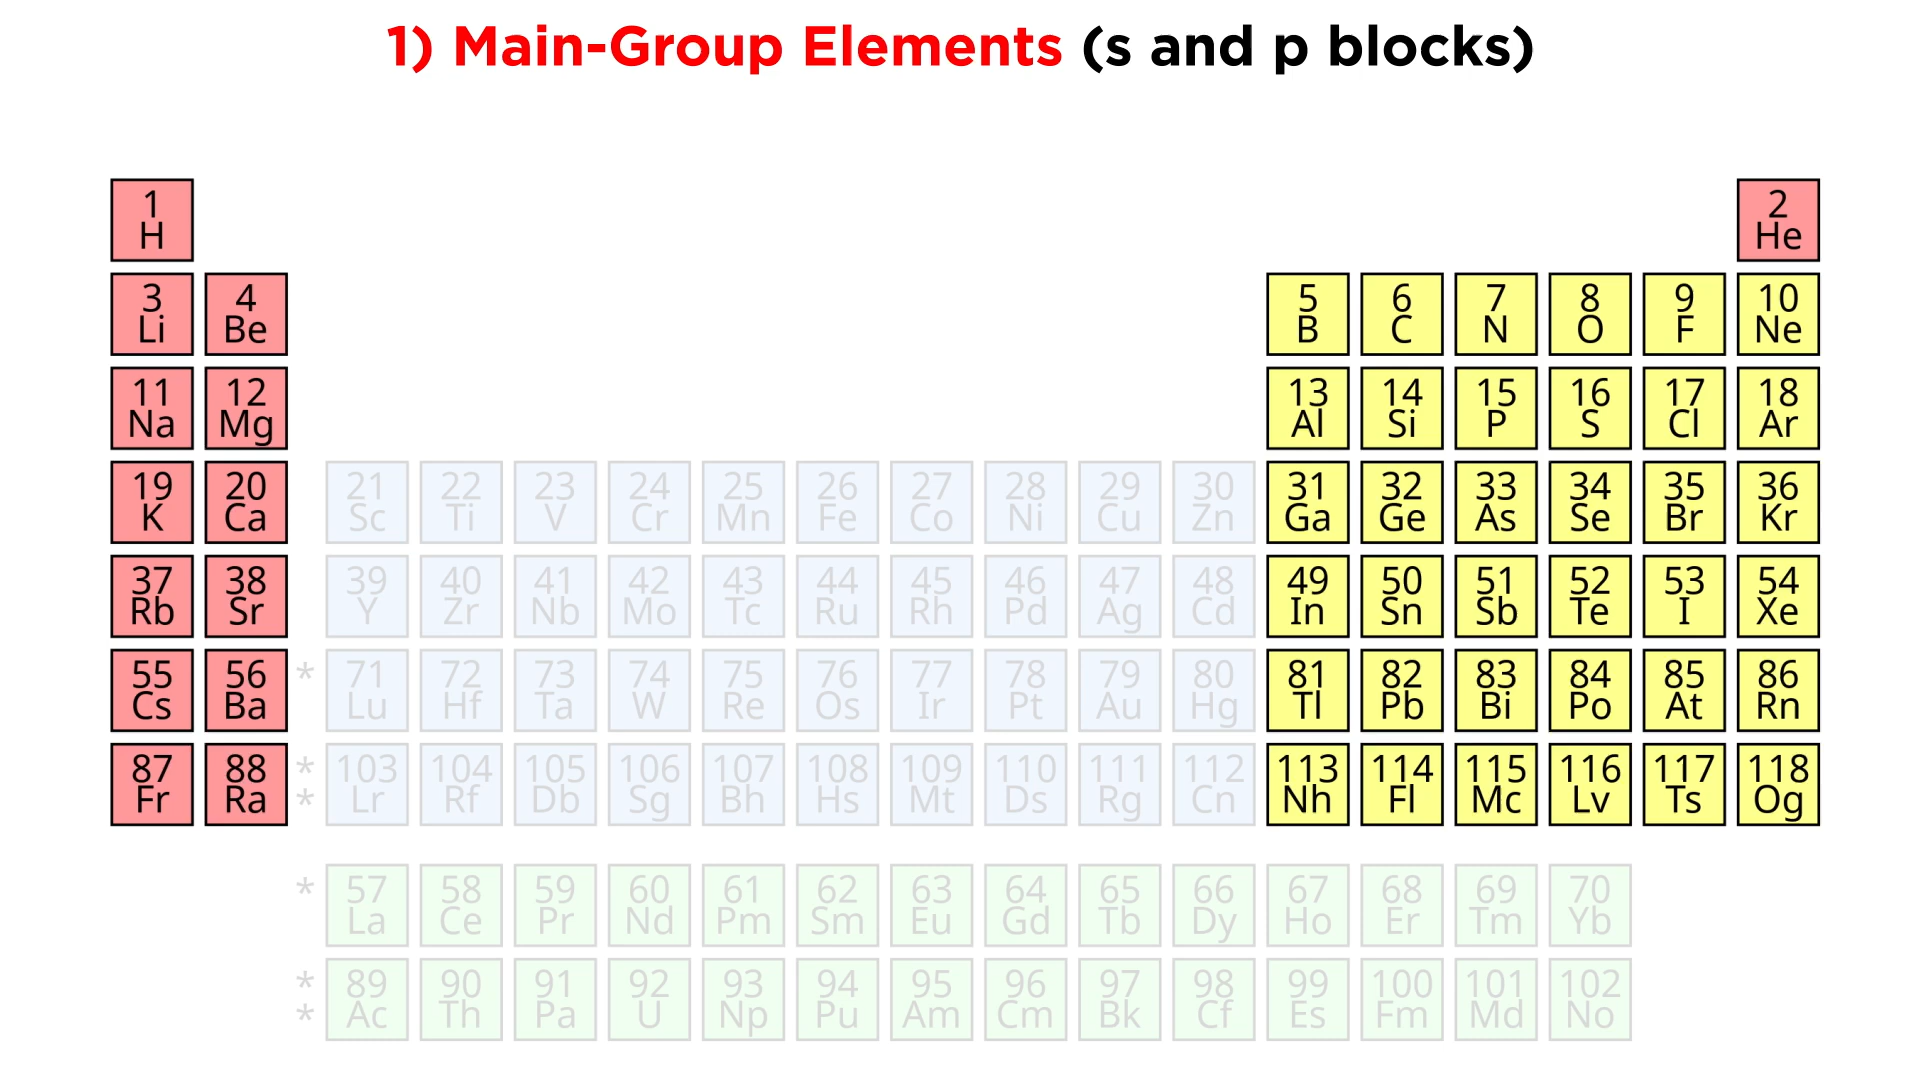 1) Main-Group Elements (s and p blocks)
1 2
H He
3 4 5 6 7 8 9 10
Li Be B C N O F Ne
11 12 13 14 15 16 17 18
Na Mg Al Si P S Cl Ar
19 20 21 22 23 24 25 26 27 28 29 30 31 32 33 34 35 36
K Ca Sc Ti V Cr Mn Fe Co Ni Cu Zn Ga Ge As Se Br Kr
37 38 39 40 41 42 43 44 45 46 47 48 49 50 51 52 53 54
Rb Sr Y Zr Nb Mo Tc Ru Rh Pd Ag Cd In Sn Sb Te I Xe
55 56 * 71 72 73 74 75 76 77 78 79 80 81 82 83 84 85 86
Cs Ba Lu Hf Ta W Re Os Ir Pt Au Hg Tl Pb Bi Po At Rn
87 88 * 103 104 105 106 107 108 109 110 111 112 113 114 115 116 117 118
Fr Ra * Lr Rf Db Sg Bh Hs Mt Ds Rg Cn Nh Fl Mc Lv Ts Og
* 57 58 59 60 61 62 63 64 65 66 67 68 69 70
La Ce Pr Nd Pm Sm Eu Gd Tb Dy Ho Er Tm Yb
* 89 90 91 92 93 94 95 96 97 98 99 100 101 102
* Ac Th Pa U Np Pu Am Cm Bk Cf Es Fm Md No